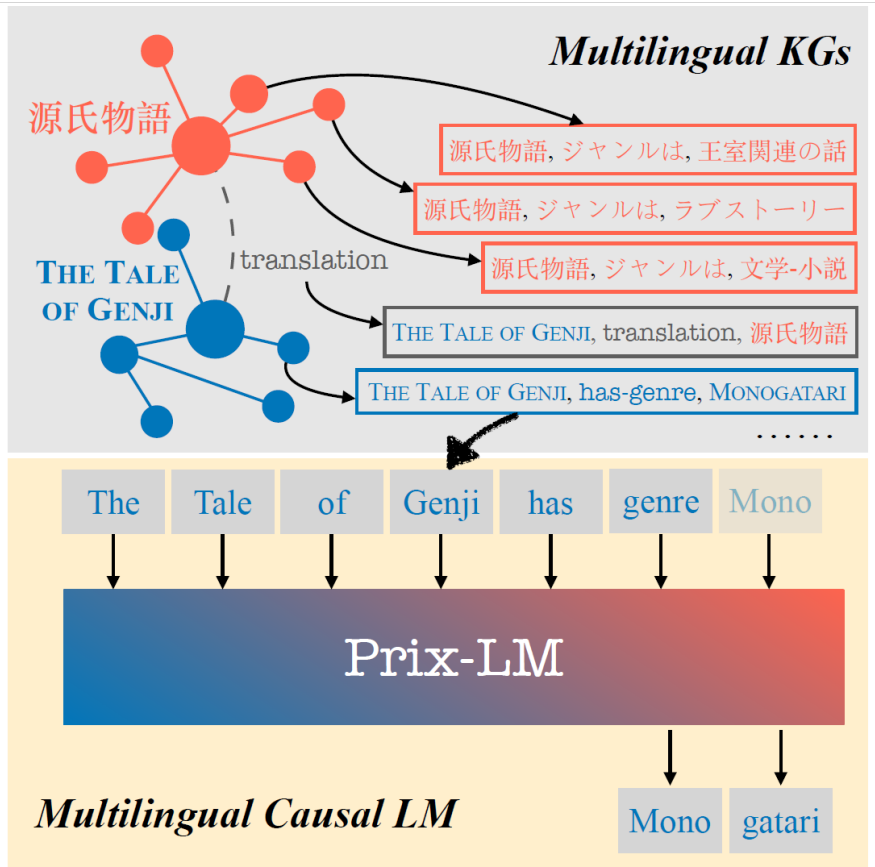 Multilingual KGs
源氏物語
源氏物語, ジャンルは, 王室関連の話
源氏物語, ジャンルは, ラブストーリー
源氏物語, ジャンルは, 文学-小説
THE TALE
OF GENJI
translation
THE TALE OF GENJI, translation, 源氏物語
THE TALE OF GENJI, has-genre, MONOGATARI
......
The Tale of Genji has genre Mono
Prix-LM
Mono gatari
Multilingual Causal LM